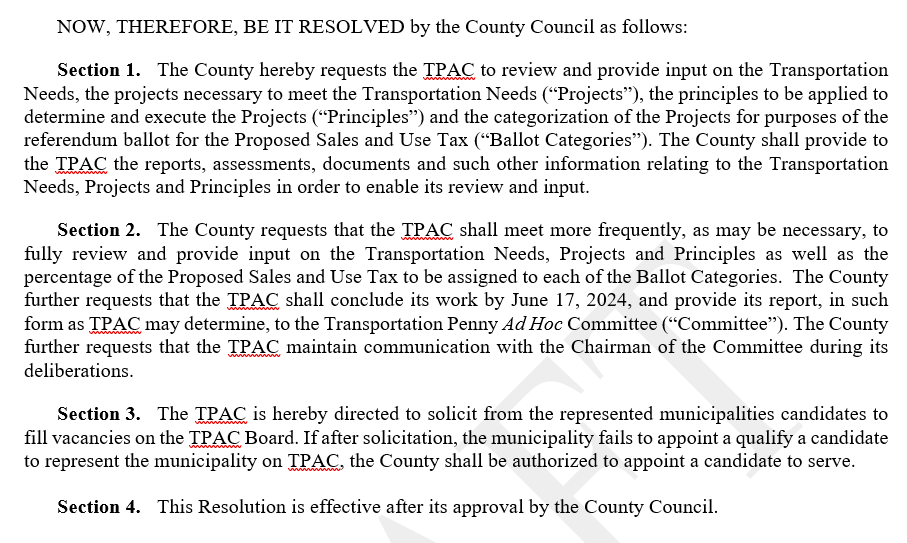 NOW, THEREFORE, BE IT RESOLVED by the County Council as follows:
Section 1. The County hereby requests the TPAC to review and provide input on the Transportation
Needs, the projects necessary to meet the Transportation Needs (“Projects”), the principles to be applied to
determine and execute the Projects (“Principles”) and the categorization of the Projects for purposes of the
referendum ballot for the Proposed Sales and Use Tax (“Ballot Categories”). The County shall provide to
the TPAC the reports, assessments, documents and such other information relating to the Transportation
Needs, Projects and Principles in order to enable its review and input.
Section 2. The County requests that the TPAC shall meet more frequently, as may be necessary, to
fully review and provide input on the Transportation Needs, Projects and Principles as well as the
percentage of the Proposed Sales and Use Tax to be assigned to each of the Ballot Categories. The County
further requests that the TPAC shall conclude its work by June 17, 2024, and provide its report, in such
form as TPAC may determine, to the Transportation Penny Ad Hoc Committee (“Committee”). The County
further requests that the TPAC maintain communication with the Chairman of the Committee during its
deliberations.
Section 3. The TPAC is hereby directed to solicit from the represented municipalities candidates to
fill vacancies on the TPAC Board. If after solicitation, the municipality fails to appoint a qualify a candidate
to represent the municipality on TPAC, the County shall be authorized to appoint a candidate to serve.
Section 4. This Resolution is effective after its approval by the County Council.